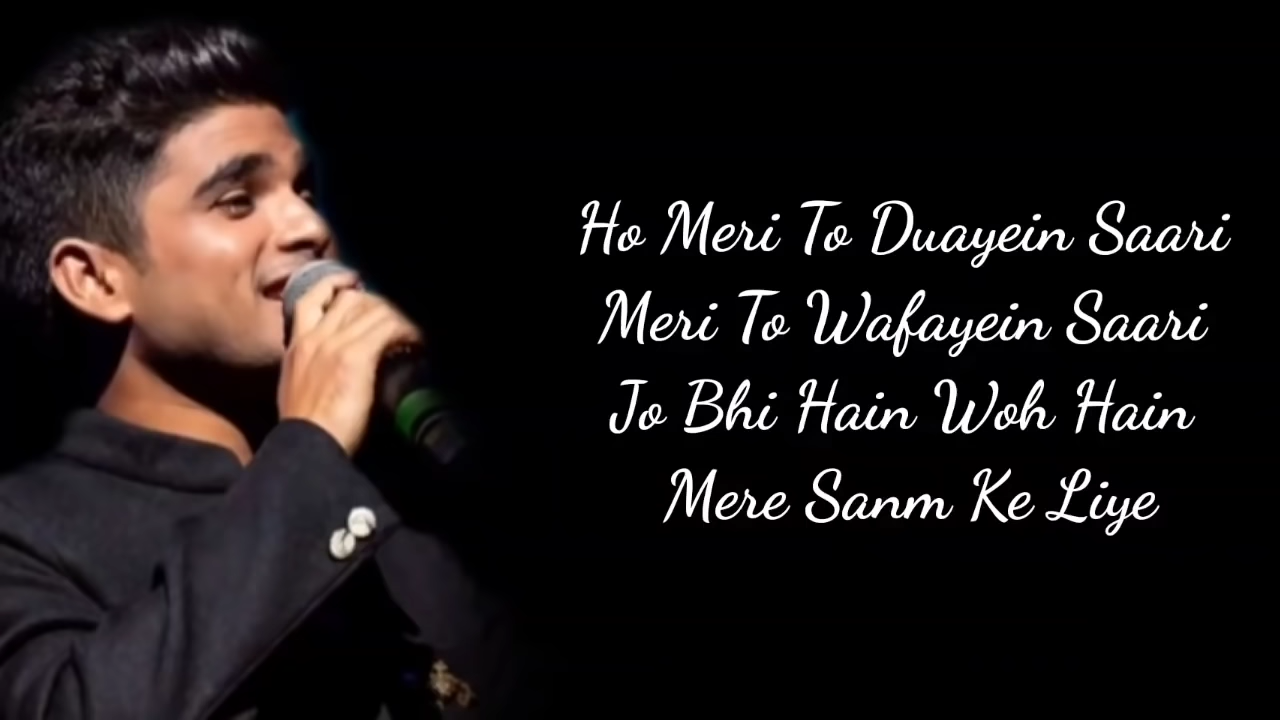 Ho Meri To Duayein Saari
Meri To Wafayein Saari
Jo Bhi Hain Woh Hain
Mere Sanm Ke Liye